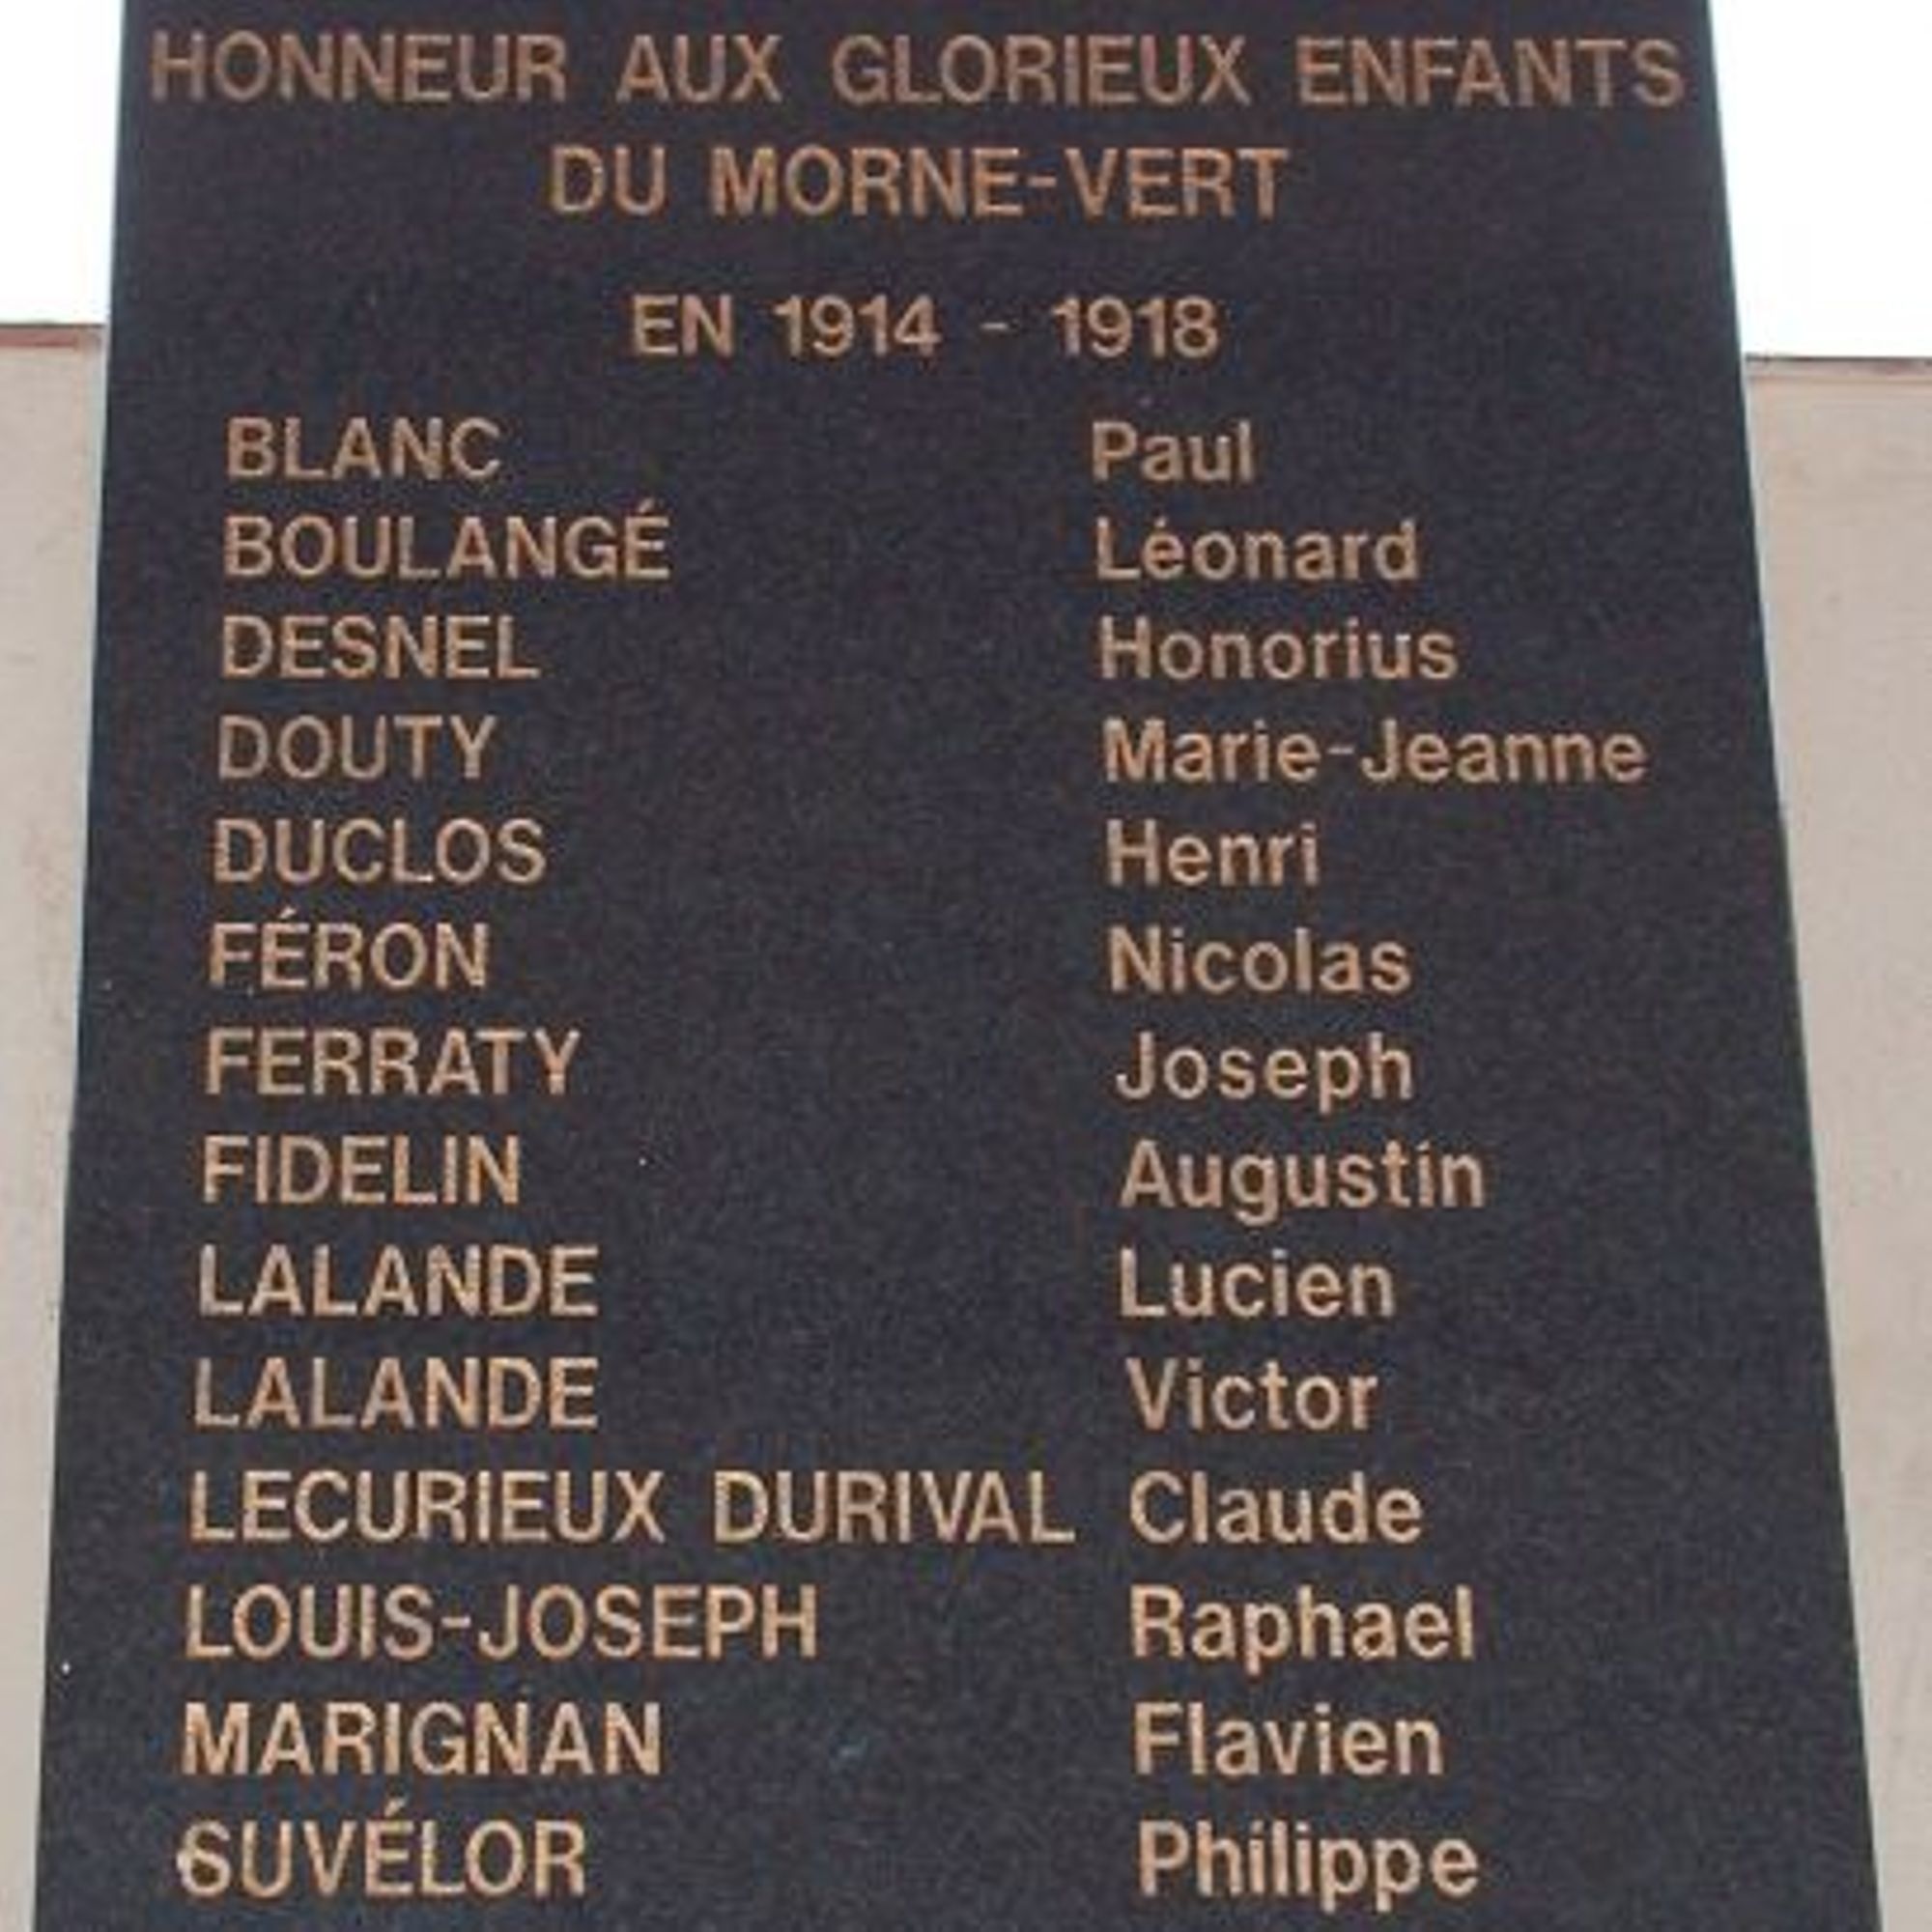 HONNEUR AUX GLORIEUX ENFANTS
DU MORNE-VERT
EN 1914 - 1918
BLANC Paul
BOULANGÉ Léonard
DESNEL Honorius
DOUTY Marie-Jeanne
DUCLOS Henri
FÉRON Nicolas
FERRATY Joseph
FIDELIN Augustin
LALANDE Lucien
LALANDE Victor
LECURIEUX DURIVAL Claude
LOUIS-JOSEPH Raphael
MARIGNAN Flavien
SUVÉLOR Philippe